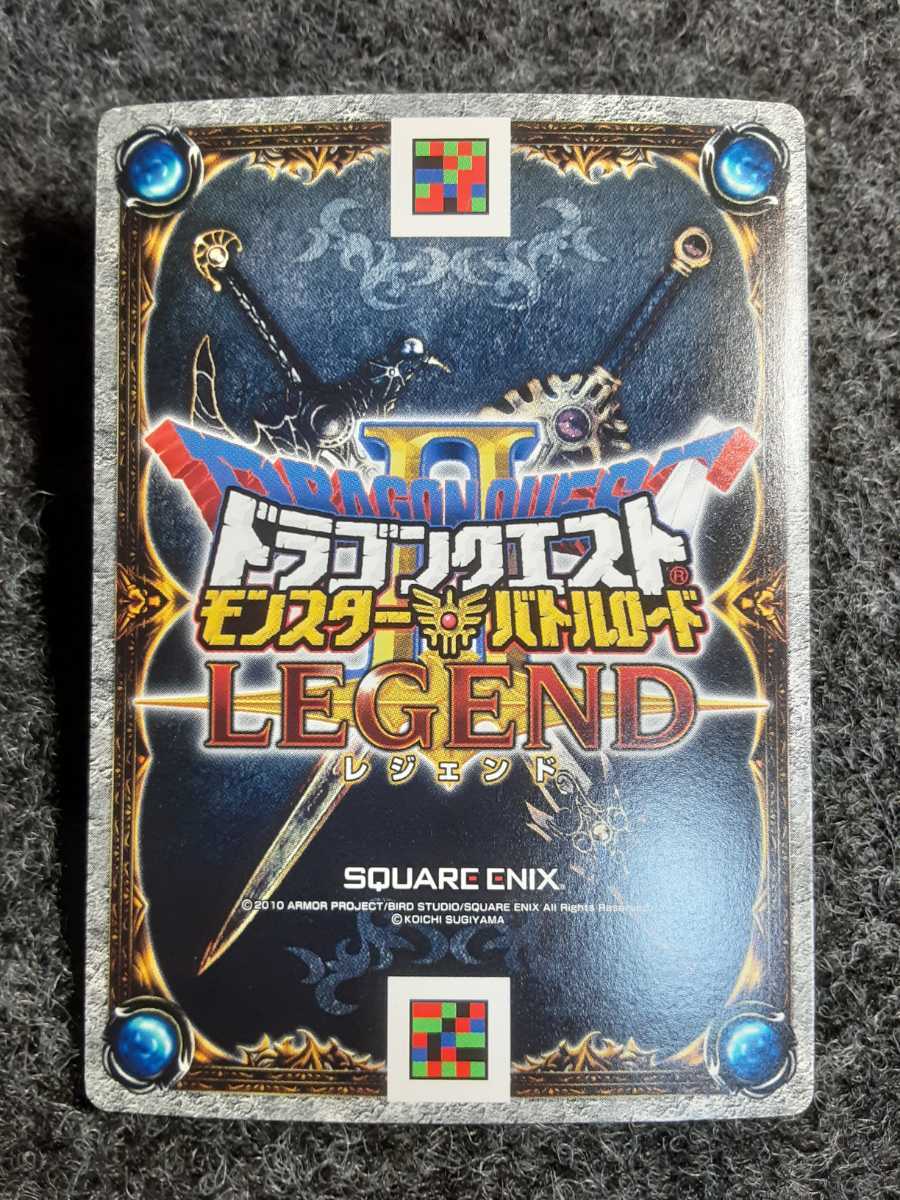 II
DRAGON QUEST
ドラゴンクエスト®
モンスターバトルロード
LEGEND
レジェンド
SQUARE ENIX
©2010 ARMOR PROJECT/BIRD STUDIO/SQUARE ENIX All Rights Reserved.
©KOICHI SUGIYAMA